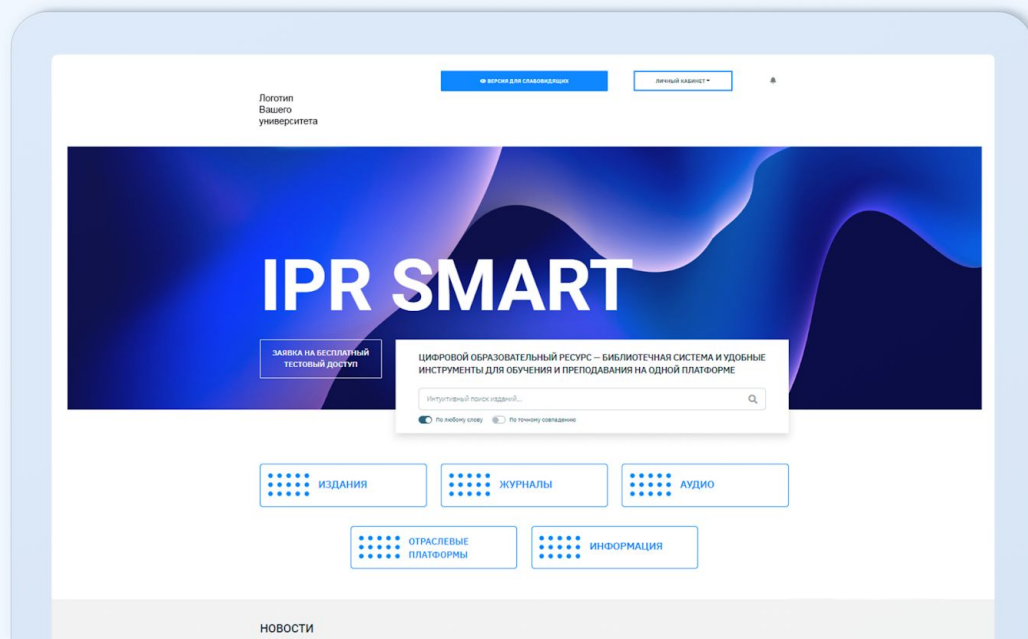 ВЕРСИЯ ДЛЯ СЛАБОВИДЯЩИХ
ЛИЧНЫЙ КАБИНЕТ
Логотип
Вашего
университета
IPR SMART
ЗАЯВКА НА БЕСПЛАТНЫЙ
ТЕСТОВЫЙ ДОСТУП
ЦИФРОВОЙ ОБРАЗОВАТЕЛЬНЫЙ РЕСУРС — БИБЛИОТЕЧНАЯ СИСТЕМА И УДОБНЫЕ
ИНСТРУМЕНТЫ ДЛЯ ОБУЧЕНИЯ И ПРЕПОДАВАНИЯ НА ОДНОЙ ПЛАТФОРМЕ
Интуитивный поиск изданий...
По любому слову По точному совпадению
ИЗДАНИЯ
ЖУРНАЛЫ
АУДИО
ОТРАСЛЕВЫЕ
ПЛАТФОРМЫ
ИНФОРМАЦИЯ
НОВОСТИ